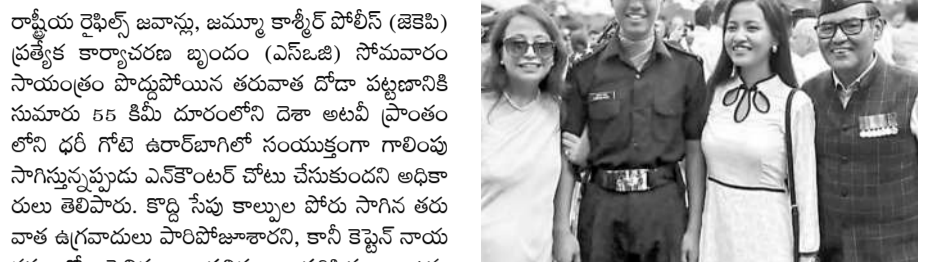 రాష్ట్రీయ రైఫిల్స్ జవాన్లు, జమ్మూ కాశ్మీర్ పోలీస్ (జెకెపి)
ప్రత్యేక కార్యాచరణ బృందం (ఎస్ఒజి) సోమవారం
సాయంత్రం పొద్దుపోయిన తరువాత దోడా పట్టణానికి
సుమారు 55 కిమీ దూరంలోని దెశా అటవీ ప్రాంతం
లోని ధరీ గోటె ఉరార్‌బాగిలో సంయుక్తంగా గాలింపు
సాగిస్తున్నప్పుడు ఎన్‌కౌంటర్ చోటు చేసుకుందని అధికా
రులు తెలిపారు. కొద్ది సేపు కాల్పుల పోరు సాగిన తరు
వాత ఉగ్రవాదులు పారిపోజూశారని, కానీ కెప్టెన్ నాయ